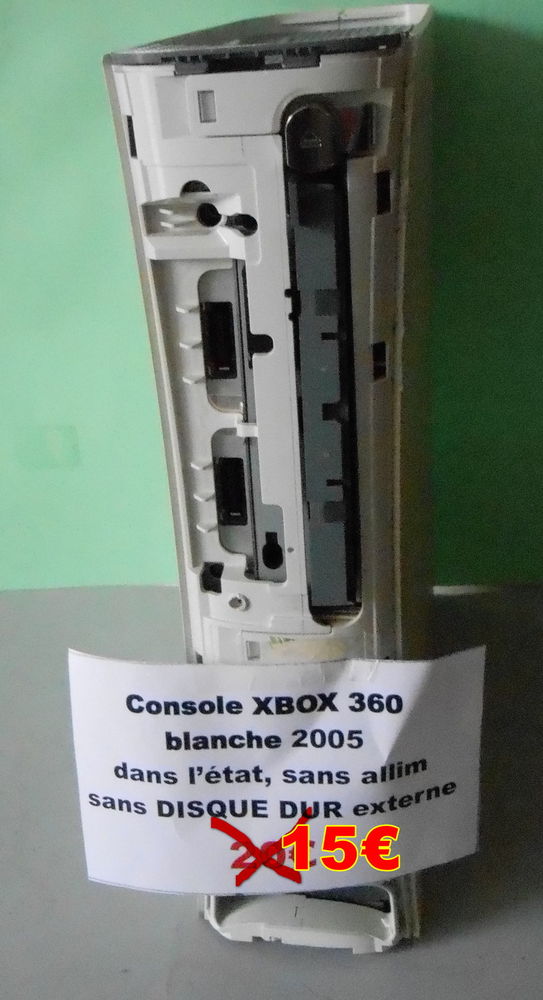 Console XBOX 360
blanche 2005
dans l'état, sans allim
sans DISQUE DUR externe
15€